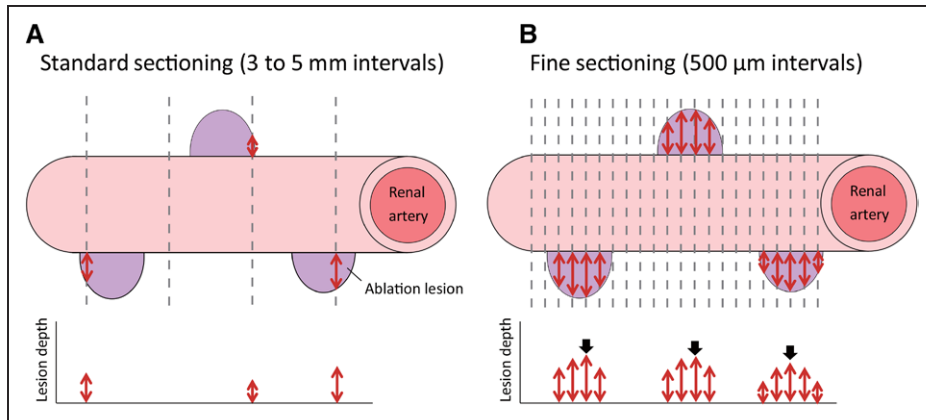 A
Standard sectioning (3 to 5 mm intervals)
Renal
artery
Ablation lesion
Lesion depth
B
Fine sectioning (500 µm intervals)
Renal
artery
Lesion depth